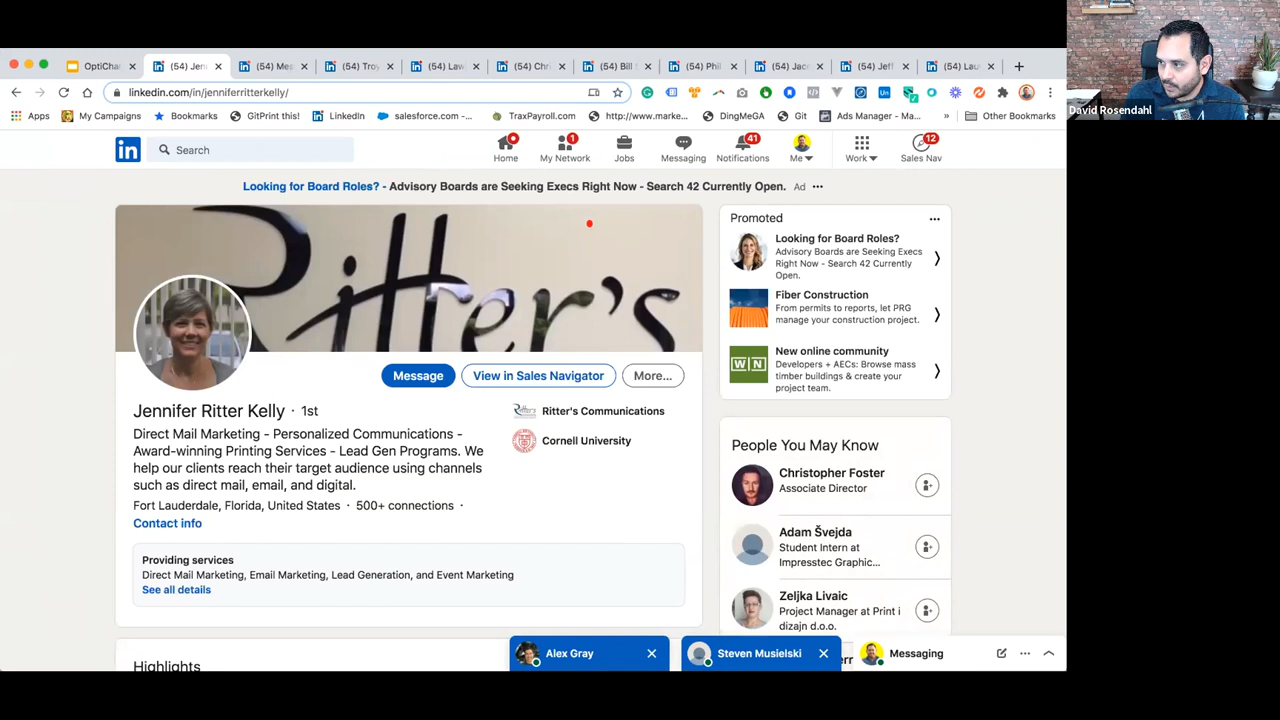 David Rosendahl
OptiCha
(54) Jen
(54) Mes
(54) Troy
(54) Law
(54) Chr
(54) Bill S
(54) Phil
(54) Jac
(54) Jeff
(54) Lau
linkedin.com/in/jenniferritterkelly/
Apps
My Campaigns
Bookmarks
GitPrint this!
LinkedIn
salesforce.com -...
TraxPayroll.com
http://www.marke...
DingMeGA
Git
Ads Manager - Ma...
»
Other Bookmarks
in
Search
Home
1
My Network
Jobs
Messaging
41
Notifications
Me
Work
12
Sales Nav
Looking for Board Roles? - Advisory Boards are Seeking Execs Right Now - Search 42 Currently Open. Ad
Ritter's
Message
View in Sales Navigator
More...
Jennifer Ritter Kelly · 1st
Direct Mail Marketing - Personalized Communications -
Award-winning Printing Services - Lead Gen Programs. We
help our clients reach their target audience using channels
such as direct mail, email, and digital.
Fort Lauderdale, Florida, United States · 500+ connections ·
Contact info
Ritter's
Ritter's Communications
Cornell University
Providing services
Direct Mail Marketing, Email Marketing, Lead Generation, and Event Marketing
See all details
Highlights
Promoted
Looking for Board Roles?
Advisory Boards are Seeking Execs
Right Now - Search 42 Currently
Open.
Fiber Construction
From permits to reports, let PRG
manage your construction project.
WIN
New online community
Developers + AECs: Browse mass
timber buildings & create your
project team.
People You May Know
Christopher Foster
Associate Director
Adam Švejda
Student Intern at
Impresstec Graphic...
Zeljka Livaic
Project Manager at Print i
dizajn d.o.o.
Alex Gray
Steven Musielski
Messaging